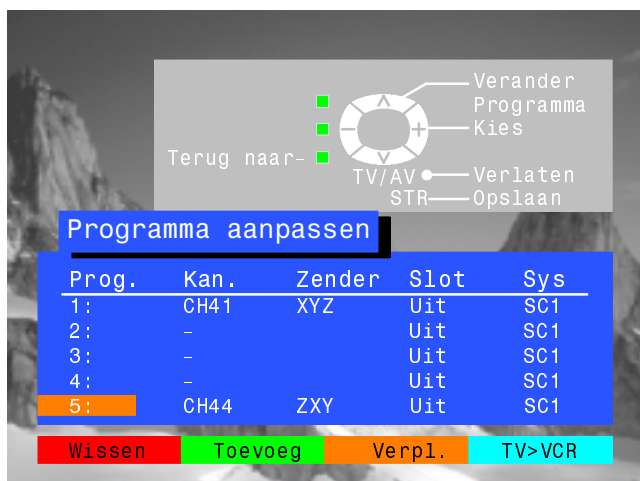 Verander
Programma
Kies
Terug naar
TV/AV Verlaten
STR Opslaan
Programma aanpassen
Prog. Kan. Zender Slot Sys
1: CH41 XYZ Uit SC1
2: – Uit SC1
3: – Uit SC1
4: – Uit SC1
5: CH44 ZXY Uit SC1
Wissen Toevoeg Verpl. TV>VCR